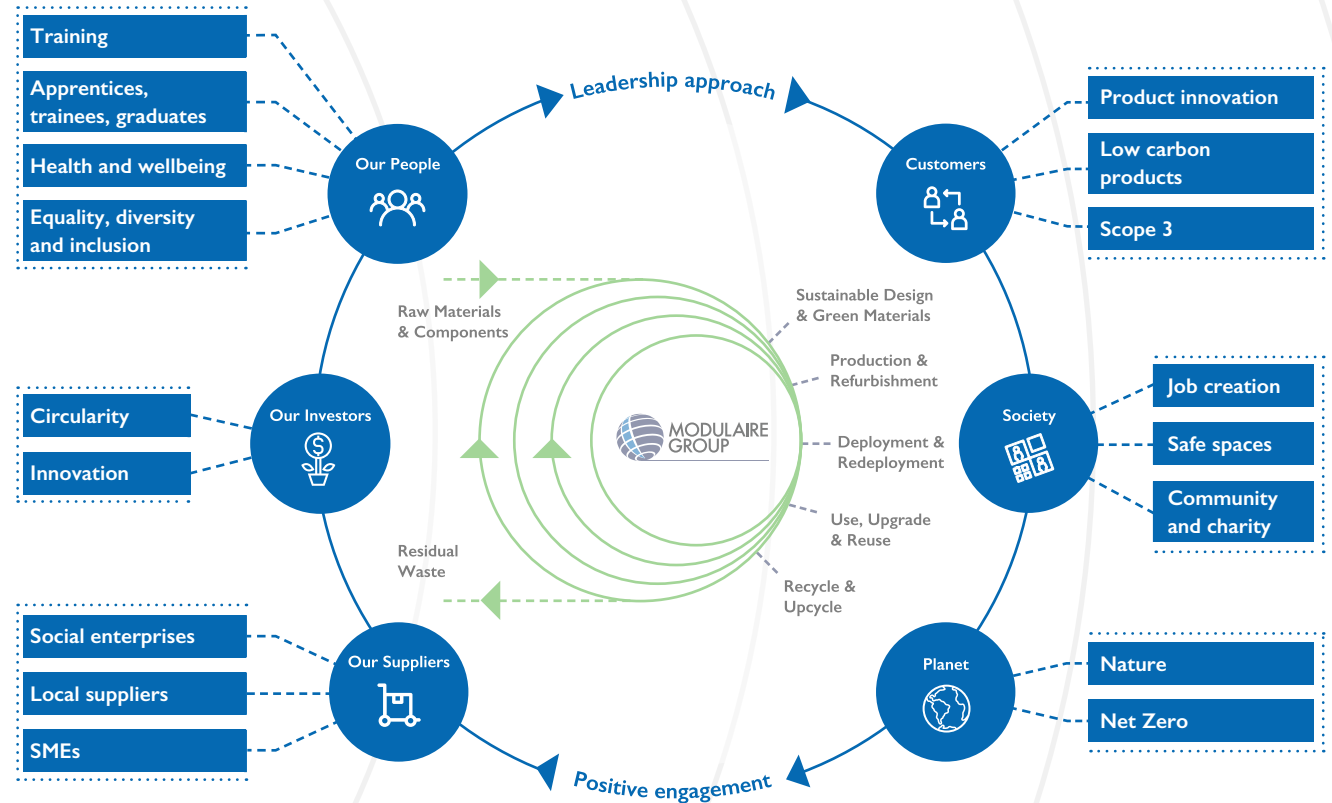 Training
Apprentices,
trainees, graduates
Health and wellbeing
Equality, diversity
and inclusion
Our People
Leadership approach
Customers
Product innovation
Low carbon
products
Scope 3
Raw Materials
& Components
Sustainable Design
& Green Materials
Production &
Refurbishment
Circularity
Innovation
Our Investors
$
MODULAIRE
GROUP
Deployment &
Redeployment
Society
Job creation
Safe spaces
Community
and charity
Use, Upgrade
& Reuse
Residual
Waste
Recycle &
Upcycle
Social enterprises
Local suppliers
SMEs
Our Suppliers
Positive engagement
Planet
Nature
Net Zero